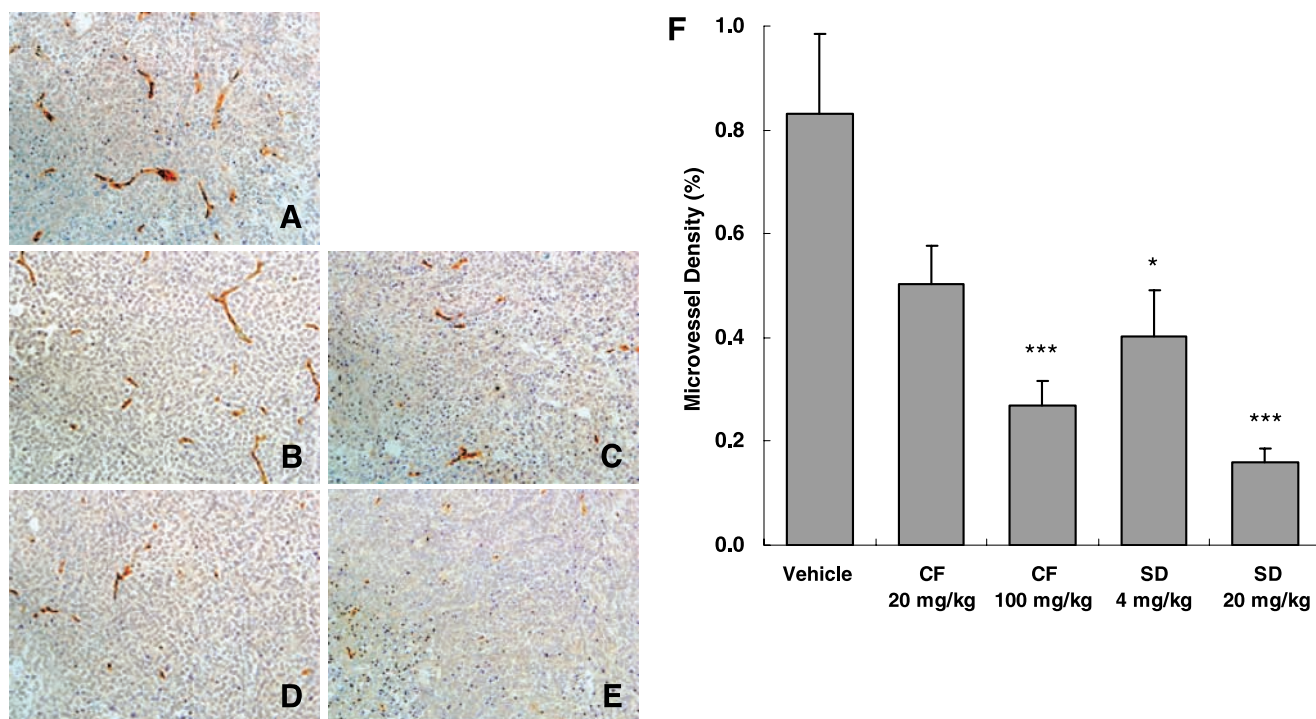 A
B
C
D
E
F
Microvessel Density (%)
1.0
0.8
0.6
0.4
0.2
0.0
***
*
***
Vehicle
CF
20 mg/kg
CF
100 mg/kg
SD
4 mg/kg
SD
20 mg/kg